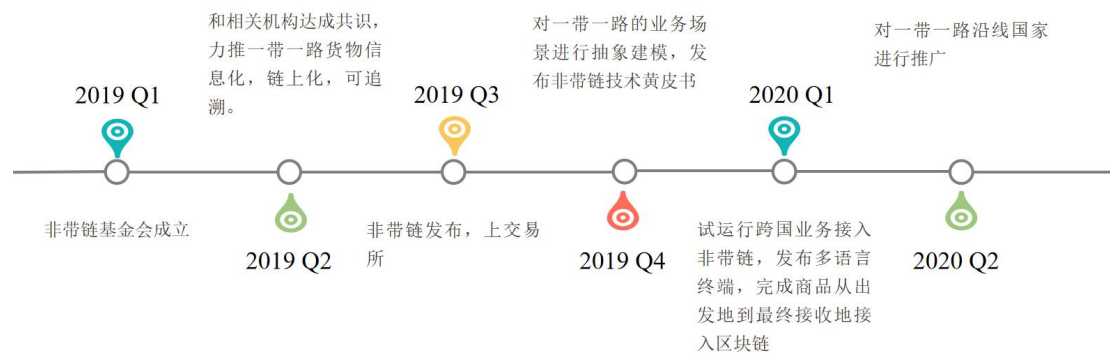 2019 Q1
非带链基金会成立
和相关机构达成共识,
力推一带一路货物信
息化，链上化，可追
溯。
2019 Q2
2019 Q3
非带链发布，上交易
所
对一带一路的业务场
景进行抽象建模，发
布非带链技术黄皮书
2019 Q4
2020 Q1
试运行跨国业务接入
非带链，发布多语言
终端，完成商品从出
发地到最终接收地接
入区块链
对一带一路沿线国家
进行推广
2020 Q2